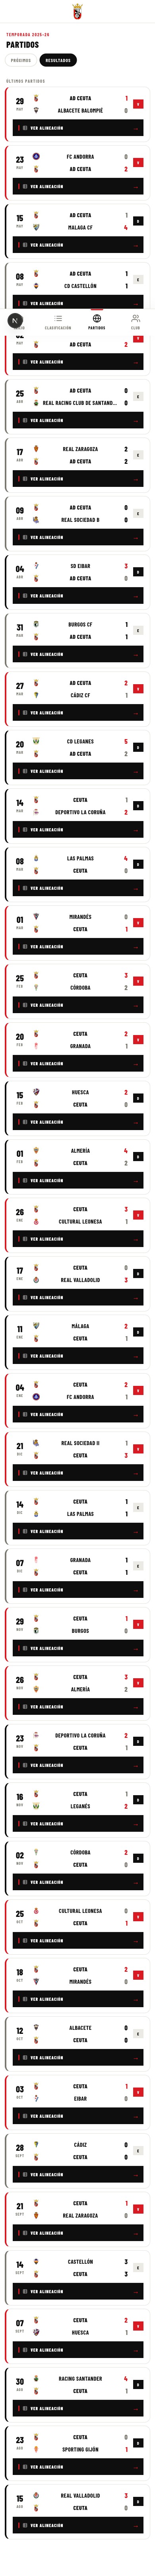 TEMPORADA 2025-26
PARTIDOS
PRÓXIMOS
RESULTADOS
ÚLTIMOS PARTIDOS
29 MAY
AD CEUTA 1
ALBACETE BALOMPIÉ 0
V
VER ALINEACIÓN →
23 MAY
FC ANDORRA 0
AD CEUTA 2
V
VER ALINEACIÓN →
15 MAY
AD CEUTA 1
MALAGA CF 4
D
VER ALINEACIÓN →
08 MAY
AD CEUTA 1
CD CASTELLÓN 1
E
VER ALINEACIÓN →
N
CLASIFICACIÓN
PARTIDOS
CLUB
02 MAY
AD CEUTA 2
V
VER ALINEACIÓN →
25 ABR
AD CEUTA 0
REAL RACING CLUB DE SANTAND... 0
E
VER ALINEACIÓN →
17 ABR
REAL ZARAGOZA 2
AD CEUTA 2
E
VER ALINEACIÓN →
09 ABR
AD CEUTA 0
REAL SOCIEDAD B 0
E
VER ALINEACIÓN →
04 ABR
SD EIBAR 3
AD CEUTA 0
D
VER ALINEACIÓN →
31 MAR
BURGOS CF 1
AD CEUTA 1
E
VER ALINEACIÓN →
27 MAR
AD CEUTA 2
CÁDIZ CF 1
V
VER ALINEACIÓN →
20 MAR
CD LEGANES 5
AD CEUTA 2
D
VER ALINEACIÓN →
14 MAR
CEUTA 1
DEPORTIVO LA CORUÑA 2
D
VER ALINEACIÓN →
08 MAR
LAS PALMAS 4
CEUTA 0
D
VER ALINEACIÓN →
01 MAR
MIRANDÉS 0
CEUTA 1
V
VER ALINEACIÓN →
25 FEB
CEUTA 3
CÓRDOBA 2
V
VER ALINEACIÓN →
20 FEB
CEUTA 2
GRANADA 1
V
VER ALINEACIÓN →
15 FEB
HUESCA 2
CEUTA 0
D
VER ALINEACIÓN →
01 FEB
ALMERÍA 4
CEUTA 2
D
VER ALINEACIÓN →
26 ENE
CEUTA 3
CULTURAL LEONESA 1
V
VER ALINEACIÓN →
17 ENE
CEUTA 0
REAL VALLADOLID 3
D
VER ALINEACIÓN →
11 ENE
MÁLAGA 2
CEUTA 1
D
VER ALINEACIÓN →
04 ENE
CEUTA 2
FC ANDORRA 1
V
VER ALINEACIÓN →
21 DIC
REAL SOCIEDAD II 1
CEUTA 3
V
VER ALINEACIÓN →
14 DIC
CEUTA 1
LAS PALMAS 1
E
VER ALINEACIÓN →
07 DIC
GRANADA 1
CEUTA 1
E
VER ALINEACIÓN →
29 NOV
CEUTA 1
BURGOS 0
V
VER ALINEACIÓN →
26 NOV
CEUTA 3
ALMERÍA 2
V
VER ALINEACIÓN →
23 NOV
DEPORTIVO LA CORUÑA 2
CEUTA 1
D
VER ALINEACIÓN →
16 NOV
CEUTA 1
LEGANÉS 2
D
VER ALINEACIÓN →
02 NOV
CÓRDOBA 2
CEUTA 0
D
VER ALINEACIÓN →
25 OCT
CULTURAL LEONESA 0
CEUTA 1
V
VER ALINEACIÓN →
18 OCT
CEUTA 2
MIRANDÉS 0
V
VER ALINEACIÓN →
12 OCT
ALBACETE 0
CEUTA 0
E
VER ALINEACIÓN →
03 OCT
CEUTA 1
EIBAR 0
V
VER ALINEACIÓN →
28 SEPT
CÁDIZ 0
CEUTA 0
E
VER ALINEACIÓN →
21 SEPT
CEUTA 1
REAL ZARAGOZA 0
V
VER ALINEACIÓN →
14 SEPT
CASTELLÓN 3
CEUTA 3
E
VER ALINEACIÓN →
07 SEPT
CEUTA 2
HUESCA 1
V
VER ALINEACIÓN →
30 AGO
RACING SANTANDER 4
CEUTA 1
D
VER ALINEACIÓN →
23 AGO
CEUTA 0
SPORTING GIJÓN 1
D
VER ALINEACIÓN →
15 AGO
REAL VALLADOLID 3
CEUTA 0
D
VER ALINEACIÓN →